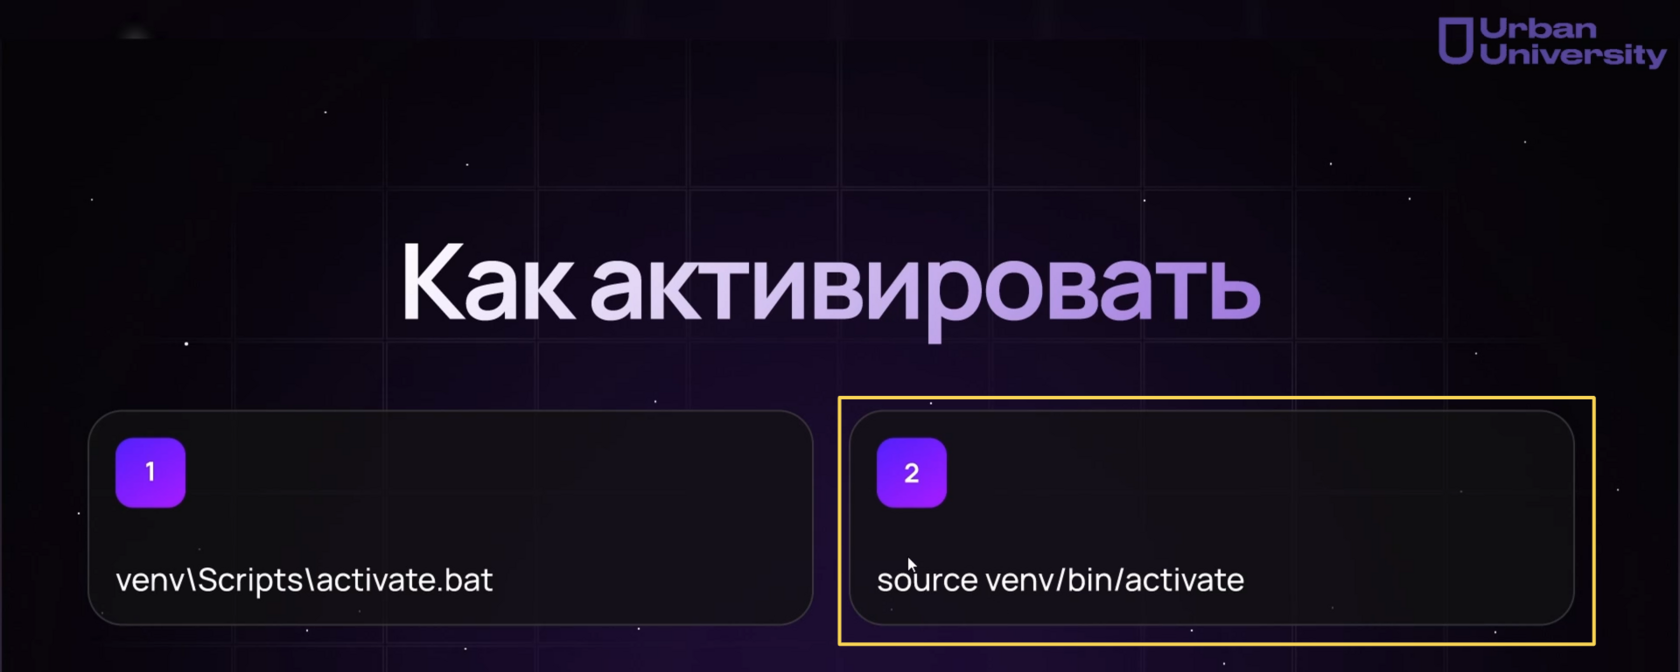 Urban
University
Как активировать
1
venv\Scripts\activate.bat
2
source venv/bin/activate